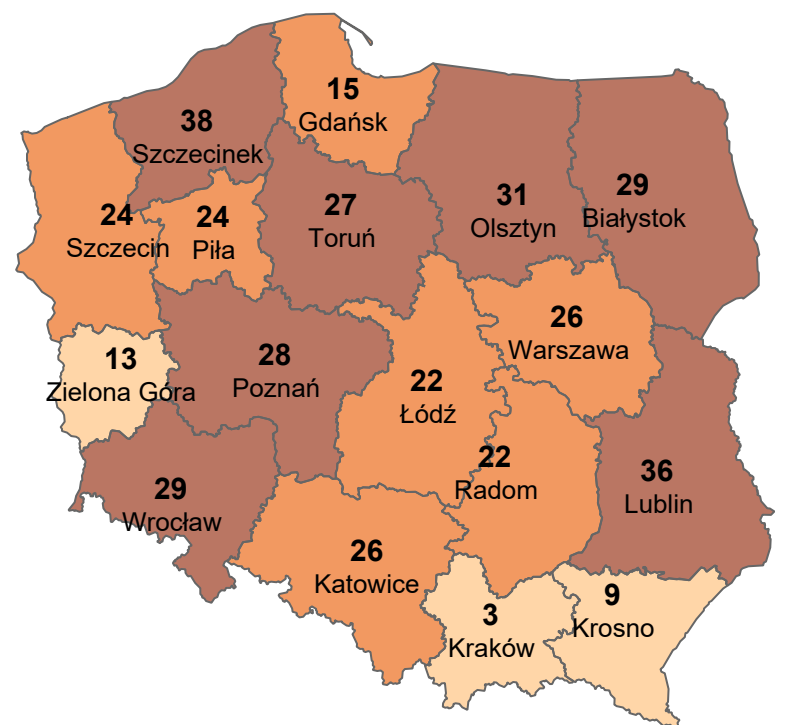 15
Gdańsk
38
Szczecinek
31
Olsztyn
29
Białystok
24
Szczecin
24
Piła
27
Toruń
26
Warszawa
13
Zielona Góra
28
Poznań
22
Łódź
22
Radom
36
Lublin
29
Wrocław
26
Katowice
3
Kraków
9
Krosno